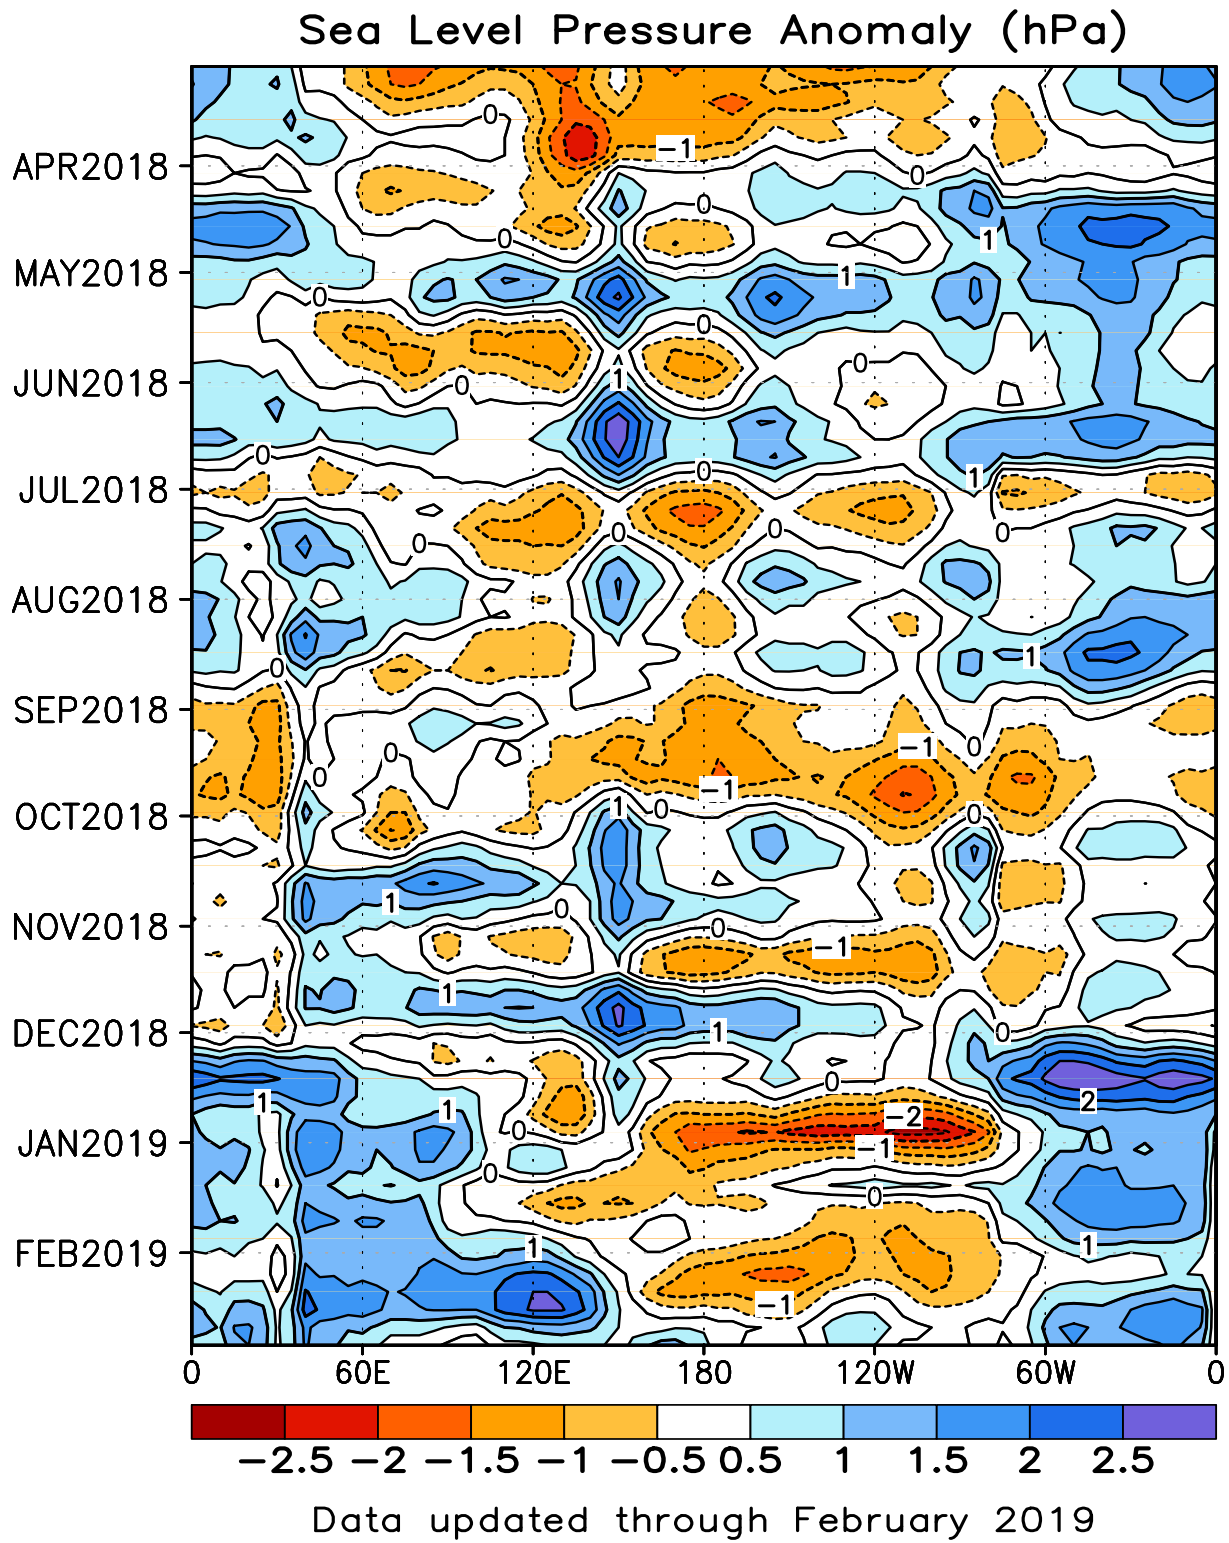 Sea Level Pressure Anomaly (hPa)
0
APR2018 −1
0
0
0 1
MAY2018 1
0
0
JUN2018 1 0
0
0 0
JUL2018 1
0 0 0
0
AUG2018
1
0
SEP2018
0 −1 0
0
−1
OCT2018 1 0 0
1
NOV2018 0
0
−1
1
DEC2018 1 0
0
1 1 2
−2
JAN2019 0 −1
0
0
FEB2019 1 1
−1
0 60E 120E 180 120W 60W 0
−2.5 −2 −1.5 −1 −0.5 0.5 1 1.5 2 2.5
Data updated through February 2019